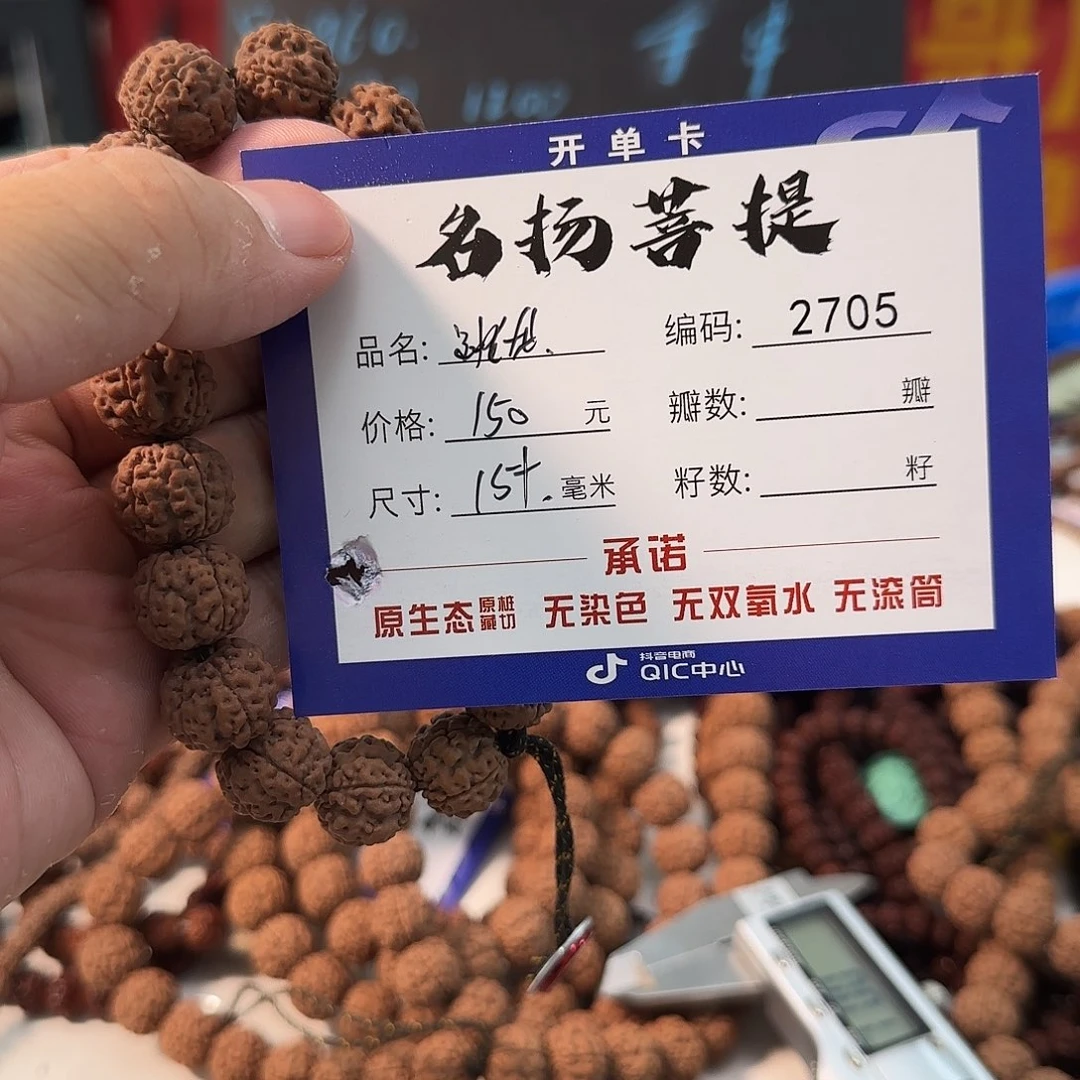 开单卡
名扬菩提
品名:
编码: 2705
价格: 150 元
瓣数: 瓣
尺寸: 15+. 毫米
籽数: 籽
承诺
原生态 原桩藏切 无染色 无双氧水 无滚筒
抖音电商
QIC中心